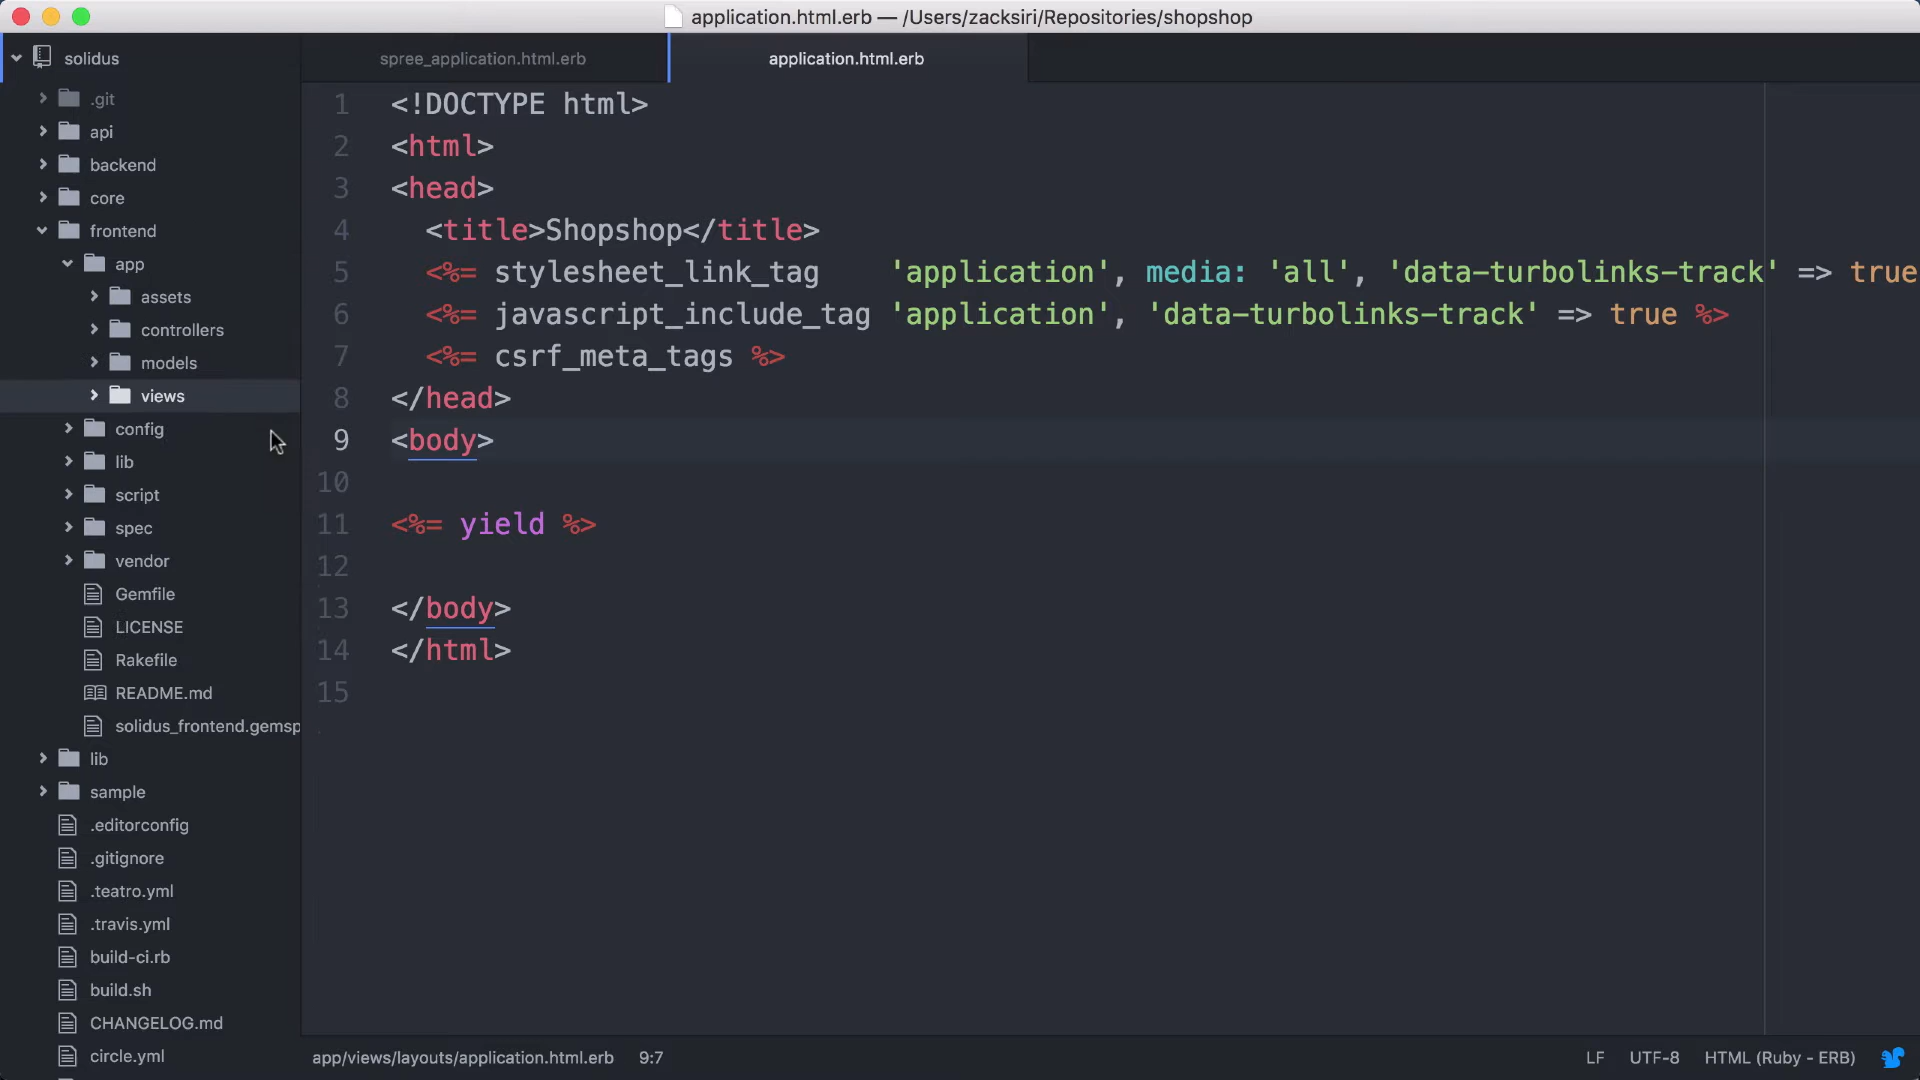 application.html.erb — /Users/zacksiri/Repositories/shopshop
solidus
.git
api
backend
core
frontend
app
assets
controllers
models
views
config
lib
script
spec
vendor
Gemfile
LICENSE
Rakefile
README.md
solidus_frontend.gemsp
lib
sample
.editorconfig
.gitignore
.teatro.yml
.travis.yml
build-ci.rb
build.sh
CHANGELOG.md
circle.yml
spree_application.html.erb
application.html.erb
1 <!DOCTYPE html>
2 <html>
3 <head>
4   <title>Shopshop</title>
5   <%= stylesheet_link_tag    'application', media: 'all', 'data-turbolinks-track' => true
6   <%= javascript_include_tag 'application', 'data-turbolinks-track' => true %>
7   <%= csrf_meta_tags %>
8 </head>
9 <body>
10
11 <%= yield %>
12
13 </body>
14 </html>
15
app/views/layouts/application.html.erb 9:7
LF UTF-8 HTML (Ruby - ERB)